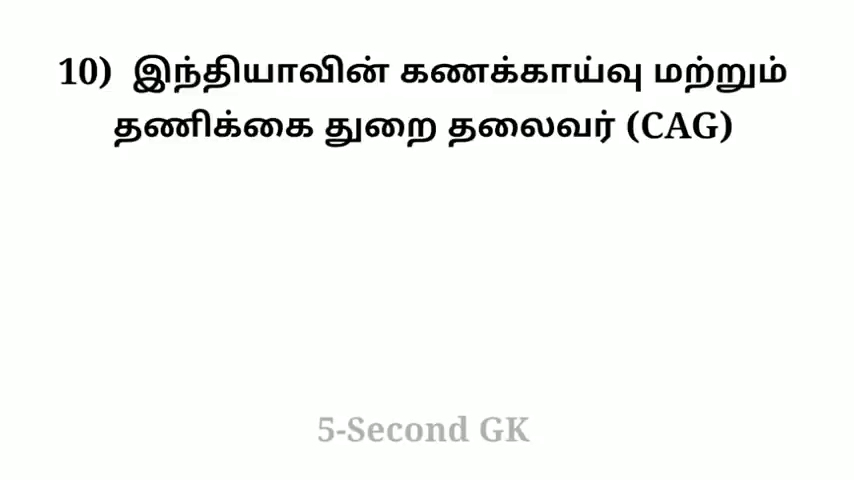 10) இந்தியாவின் கணக்காய்வு மற்றும்
தணிக்கை துறை தலைவர் (CAG)
5-Second GK